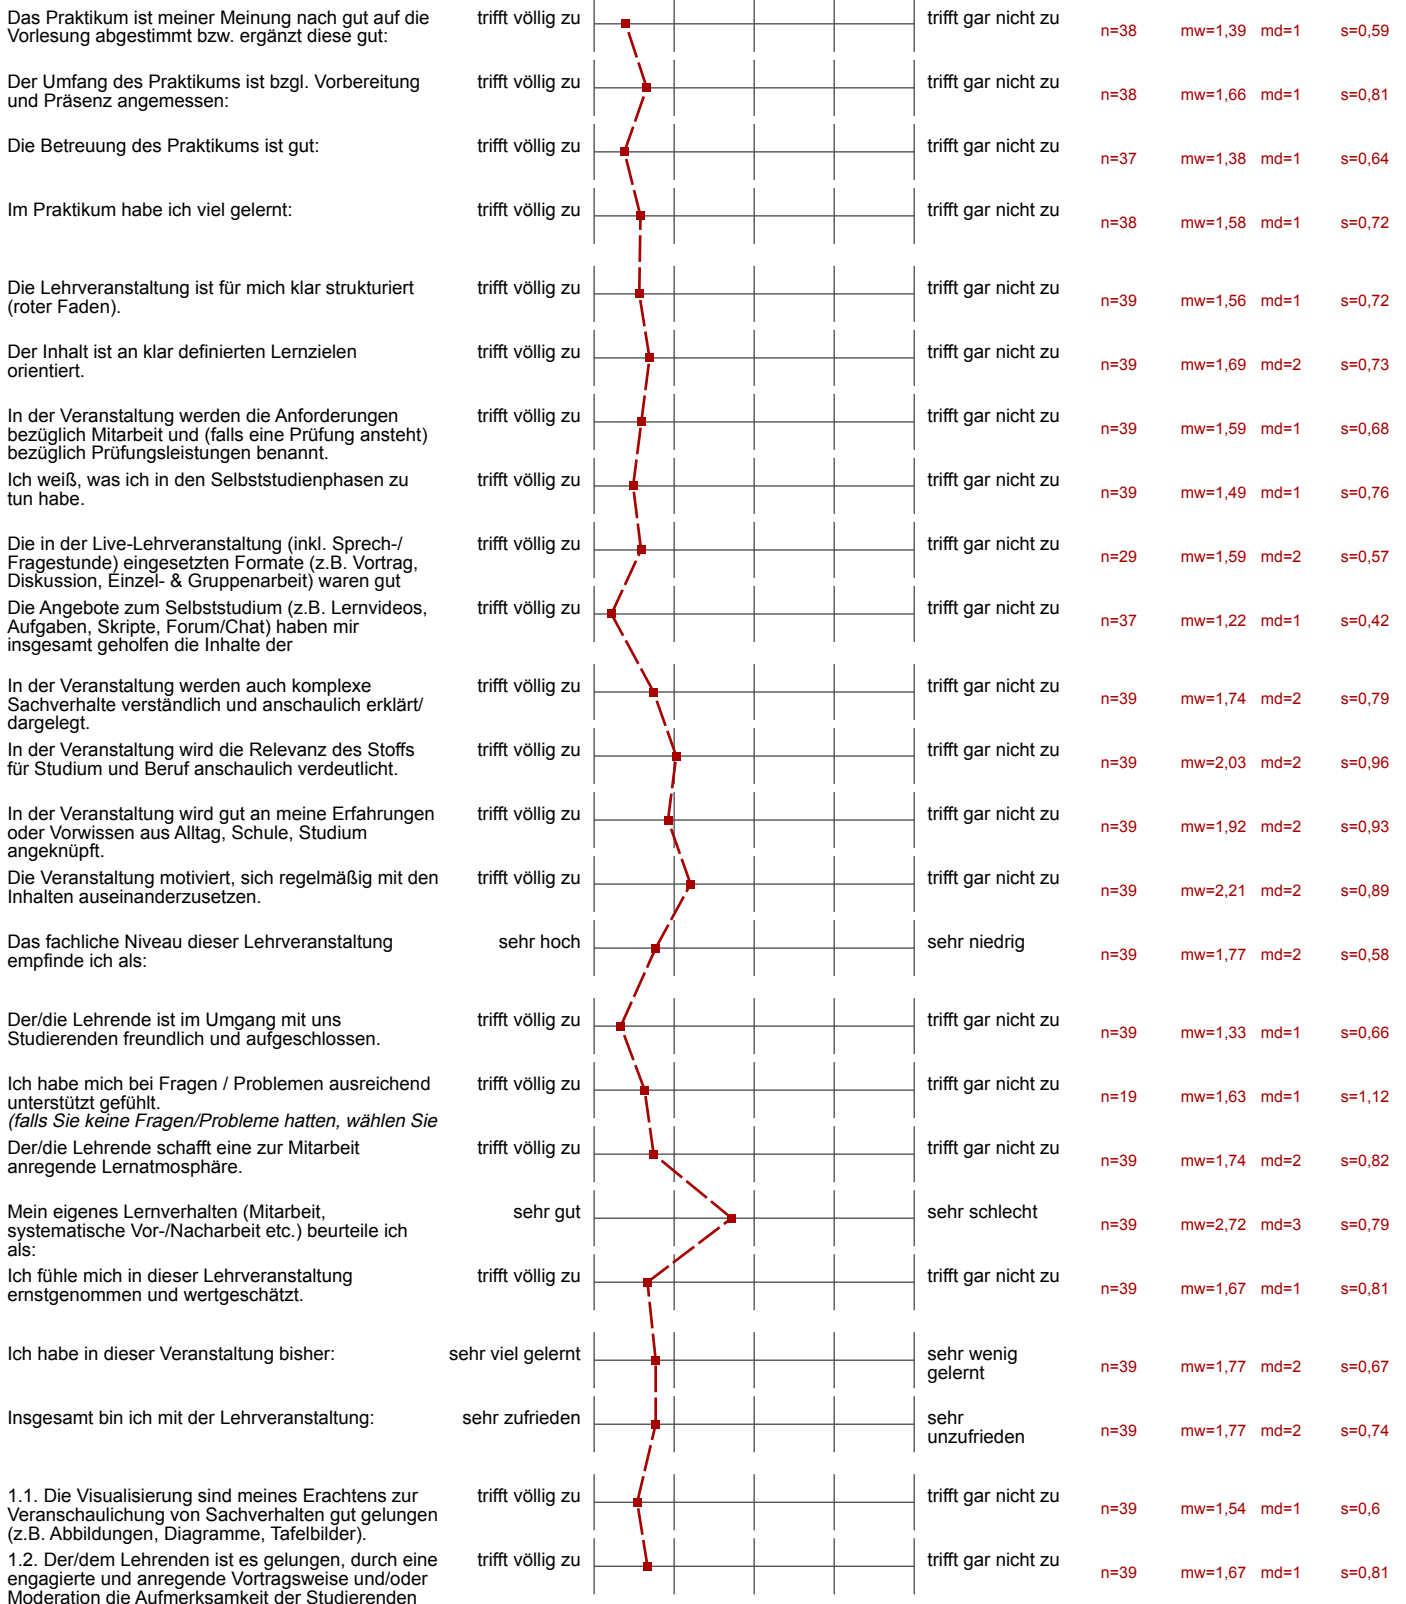 Das Praktikum ist meiner Meinung nach gut auf die
Vorlesung abgestimmt bzw. ergänzt diese gut:
trifft völlig zu
trifft gar nicht zu
n=38 mw=1,39 md=1 s=0,59
Der Umfang des Praktikums ist bzgl. Vorbereitung
und Präsenz angemessen:
trifft völlig zu
trifft gar nicht zu
n=38 mw=1,66 md=1 s=0,81
Die Betreuung des Praktikums ist gut:
trifft völlig zu
trifft gar nicht zu
n=37 mw=1,38 md=1 s=0,64
Im Praktikum habe ich viel gelernt:
trifft völlig zu
trifft gar nicht zu
n=38 mw=1,58 md=1 s=0,72
Die Lehrveranstaltung ist für mich klar strukturiert
(roter Faden).
trifft völlig zu
trifft gar nicht zu
n=39 mw=1,56 md=1 s=0,72
Der Inhalt ist an klar definierten Lernzielen
orientiert.
trifft völlig zu
trifft gar nicht zu
n=39 mw=1,69 md=2 s=0,73
In der Veranstaltung werden die Anforderungen
bezüglich Mitarbeit und (falls eine Prüfung ansteht)
bezüglich Prüfungsleistungen benannt.
trifft völlig zu
trifft gar nicht zu
n=39 mw=1,59 md=1 s=0,68
Ich weiß, was ich in den Selbststudienphasen zu
tun habe.
trifft völlig zu
trifft gar nicht zu
n=39 mw=1,49 md=1 s=0,76
Die in der Live-Lehrveranstaltung (inkl. Sprech-/
Fragestunde) eingesetzten Formate (z.B. Vortrag,
Diskussion, Einzel- & Gruppenarbeit) waren gut
trifft völlig zu
trifft gar nicht zu
n=29 mw=1,59 md=2 s=0,57
Die Angebote zum Selbststudium (z.B. Lernvideos,
Aufgaben, Skripte, Forum/Chat) haben mir
insgesamt geholfen die Inhalte der
trifft völlig zu
trifft gar nicht zu
n=37 mw=1,22 md=1 s=0,42
In der Veranstaltung werden auch komplexe
Sachverhalte verständlich und anschaulich erklärt/
dargelegt.
trifft völlig zu
trifft gar nicht zu
n=39 mw=1,74 md=2 s=0,79
In der Veranstaltung wird die Relevanz des Stoffs
für Studium und Beruf anschaulich verdeutlicht.
trifft völlig zu
trifft gar nicht zu
n=39 mw=2,03 md=2 s=0,96
In der Veranstaltung wird gut an meine Erfahrungen
oder Vorwissen aus Alltag, Schule, Studium
angeknüpft.
trifft völlig zu
trifft gar nicht zu
n=39 mw=1,92 md=2 s=0,93
Die Veranstaltung motiviert, sich regelmäßig mit den
Inhalten auseinanderzusetzen.
trifft völlig zu
trifft gar nicht zu
n=39 mw=2,21 md=2 s=0,89
Das fachliche Niveau dieser Lehrveranstaltung
empfinde ich als:
sehr hoch
sehr niedrig
n=39 mw=1,77 md=2 s=0,58
Der/die Lehrende ist im Umgang mit uns
Studierenden freundlich und aufgeschlossen.
trifft völlig zu
trifft gar nicht zu
n=39 mw=1,33 md=1 s=0,66
Ich habe mich bei Fragen / Problemen ausreichend
unterstützt gefühlt.
(falls Sie keine Fragen/Probleme hatten, wählen Sie
trifft völlig zu
trifft gar nicht zu
n=19 mw=1,63 md=1 s=1,12
Der/die Lehrende schafft eine zur Mitarbeit
anregende Lernatmosphäre.
trifft völlig zu
trifft gar nicht zu
n=39 mw=1,74 md=2 s=0,82
Mein eigenes Lernverhalten (Mitarbeit,
systematische Vor-/Nacharbeit etc.) beurteile ich
als:
sehr gut
sehr schlecht
n=39 mw=2,72 md=3 s=0,79
Ich fühle mich in dieser Lehrveranstaltung
ernstgenommen und wertgeschätzt.
trifft völlig zu
trifft gar nicht zu
n=39 mw=1,67 md=1 s=0,81
Ich habe in dieser Veranstaltung bisher:
sehr viel gelernt
sehr wenig
gelernt
n=39 mw=1,77 md=2 s=0,67
Insgesamt bin ich mit der Lehrveranstaltung:
sehr zufrieden
sehr
unzufrieden
n=39 mw=1,77 md=2 s=0,74
1.1. Die Visualisierung sind meines Erachtens zur
Veranschaulichung von Sachverhalten gut gelungen
(z.B. Abbildungen, Diagramme, Tafelbilder).
trifft völlig zu
trifft gar nicht zu
n=39 mw=1,54 md=1 s=0,6
1.2. Der/dem Lehrenden ist es gelungen, durch eine
engagierte und anregende Vortragsweise und/oder
Moderation die Aufmerksamkeit der Studierenden
trifft völlig zu
trifft gar nicht zu
n=39 mw=1,67 md=1 s=0,81